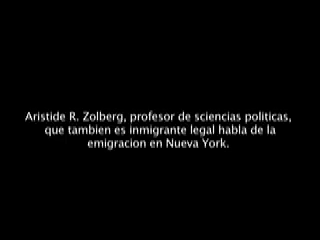 Aristide R. Zolberg, profesor de sciencias politicas,
que tambien es inmigrante legal habla de la
emigracion en Nueva York.